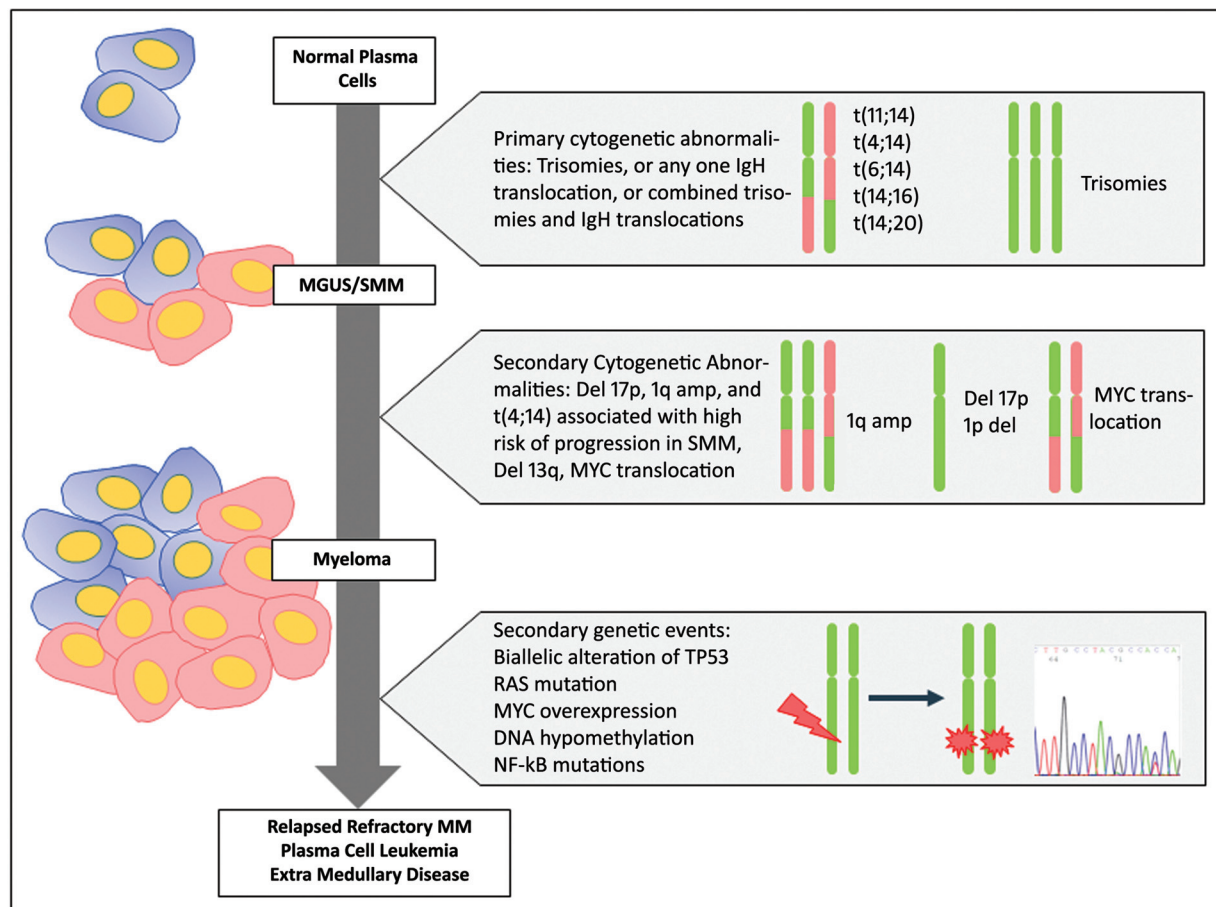 Normal Plasma
Cells
Primary cytogenetic abnormali-
ties: Trisomies, or any one IgH
translocation, or combined triso-
mies and IgH translocations
t(11;14)
t(4;14)
t(6;14)
t(14;16)
t(14;20)
Trisomies
MGUS/SMM
Secondary Cytogenetic Abnor-
malities: Del 17p, 1q amp, and
t(4;14) associated with high
risk of progression in SMM,
Del 13q, MYC translocation
1q amp
Del 17p
1p del
MYC trans-
location
Myeloma
Secondary genetic events:
Biallelic alteration of TP53
RAS mutation
MYC overexpression
DNA hypomethylation
NF-kB mutations
T T G C C T A C G C C A C C A
64 71 7
Relapsed Refractory MM
Plasma Cell Leukemia
Extra Medullary Disease